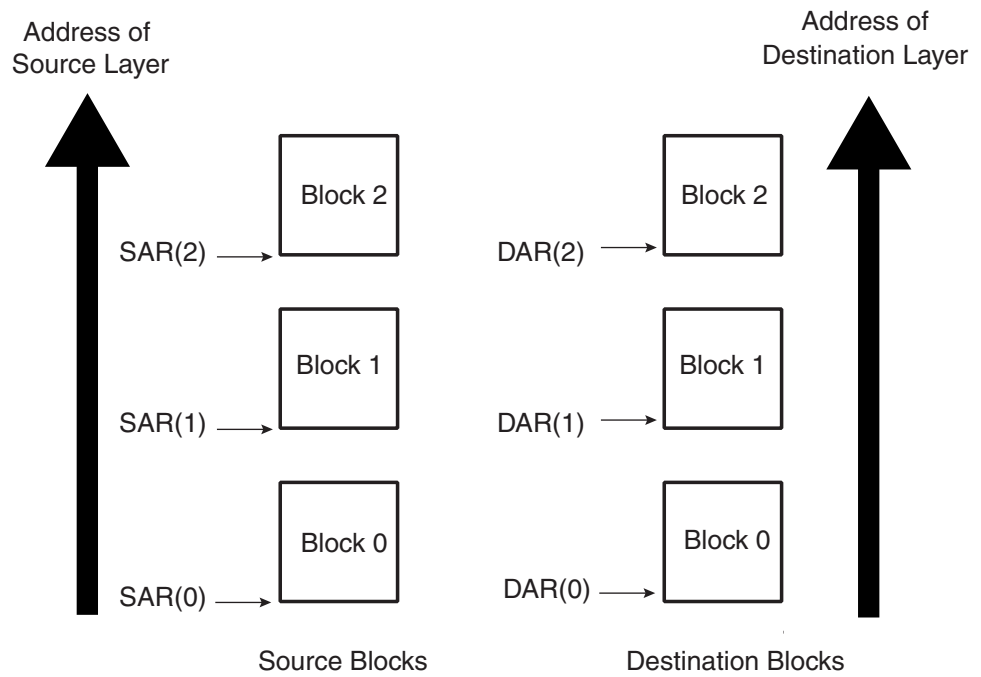 Address of
Source Layer
Address of
Destination Layer
Block 2
Block 2
SAR(2)
DAR(2)
Block 1
Block 1
SAR(1)
DAR(1)
Block 0
Block 0
SAR(0)
DAR(0)
Source Blocks
Destination Blocks